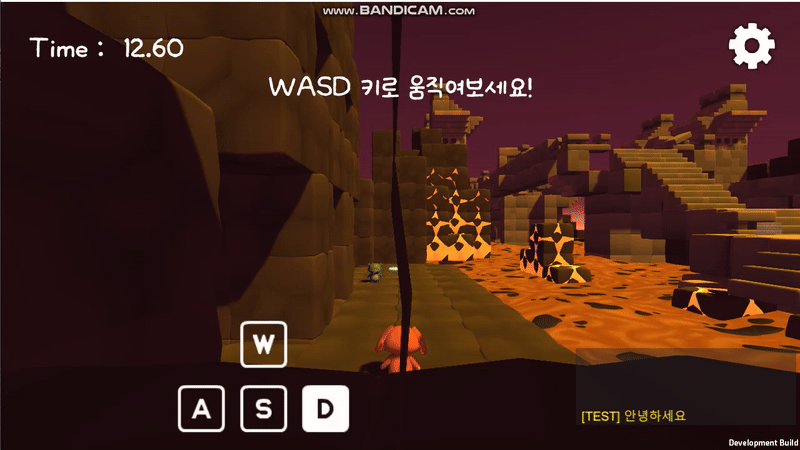 www.BANDICAM.com
Time : 12.60
WASD 키로 움직여보세요!
W
A S D
[TEST] 안녕하세요
Development Build